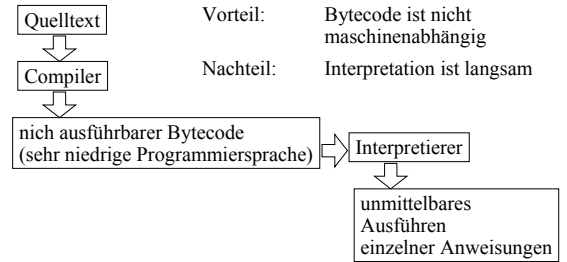 Quelltext
Vorteil: Bytecode ist nicht
maschinenabhängig
Compiler
Nachteil: Interpretation ist langsam
nich ausführbarer Bytecode
(sehr niedrige Programmiersprache)
Interpretierer
unmittelbares
Ausführen
einzelner Anweisungen